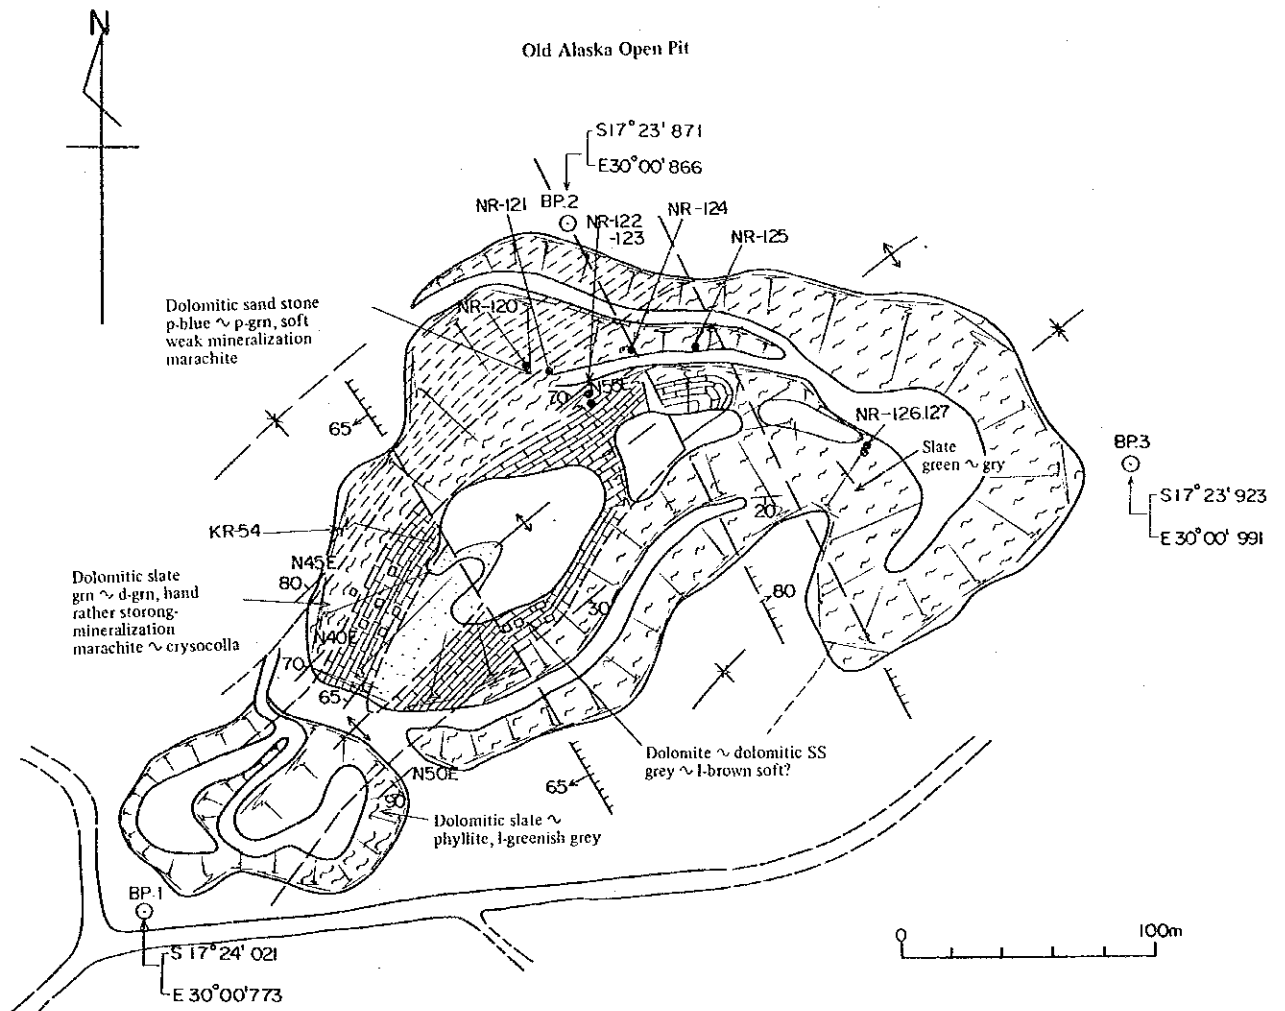 N
Old Alaska Open Pit
S17° 23' 871
E30°00' 866
BP.2
NR-121
NR-122
-123
NR-124
NR-125
Dolomitic sand stone
p-blue ~ p-grn, soft
weak mineralization
marachite
NR-120
70
N55E
65
NR-126.127
Slate
green ~ gry
BP.3
S17° 23' 923
E 30° 00' 991
20
KR-54
N45E
80
Dolomitic slate
grn ~ d-grn, hand
rather storong-
mineralization
marachite ~ crysocolla
30
80
N40E
70
65
Dolomite ~ dolomitic SS
grey ~ l-brown soft?
N50E
65
90
Dolomitic slate ~
phyllite, l-greenish grey
BP.1
S 17° 24' 021
E 30°00'773
0
100m